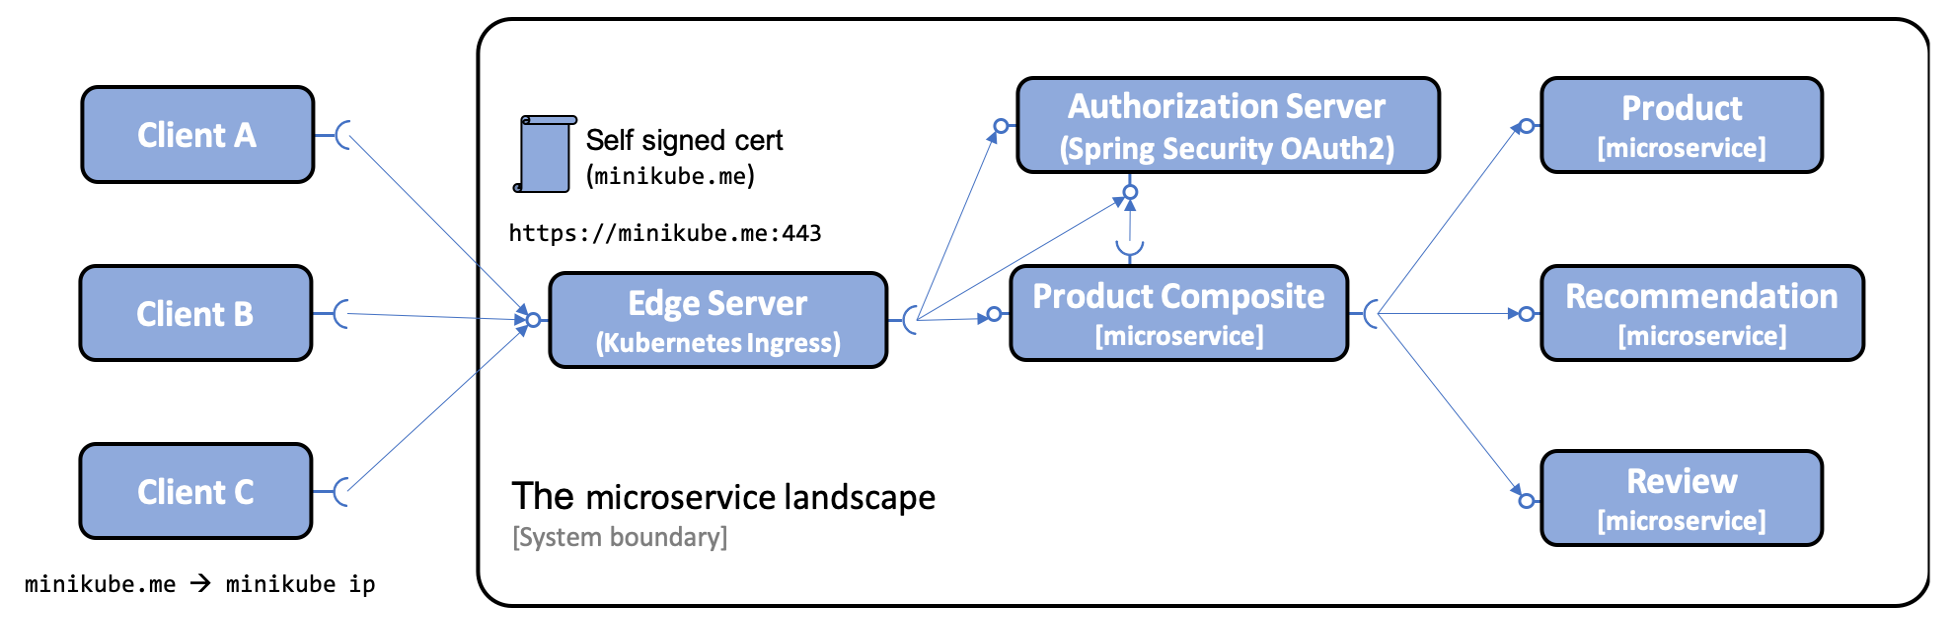 Client A
Client B
Client C
minikube.me → minikube ip
Self signed cert
(minikube.me)
https://minikube.me:443
Edge Server
(Kubernetes Ingress)
The microservice landscape
[System boundary]
Authorization Server
(Spring Security OAuth2)
Product Composite
[microservice]
Product
[microservice]
Recommendation
[microservice]
Review
[microservice]